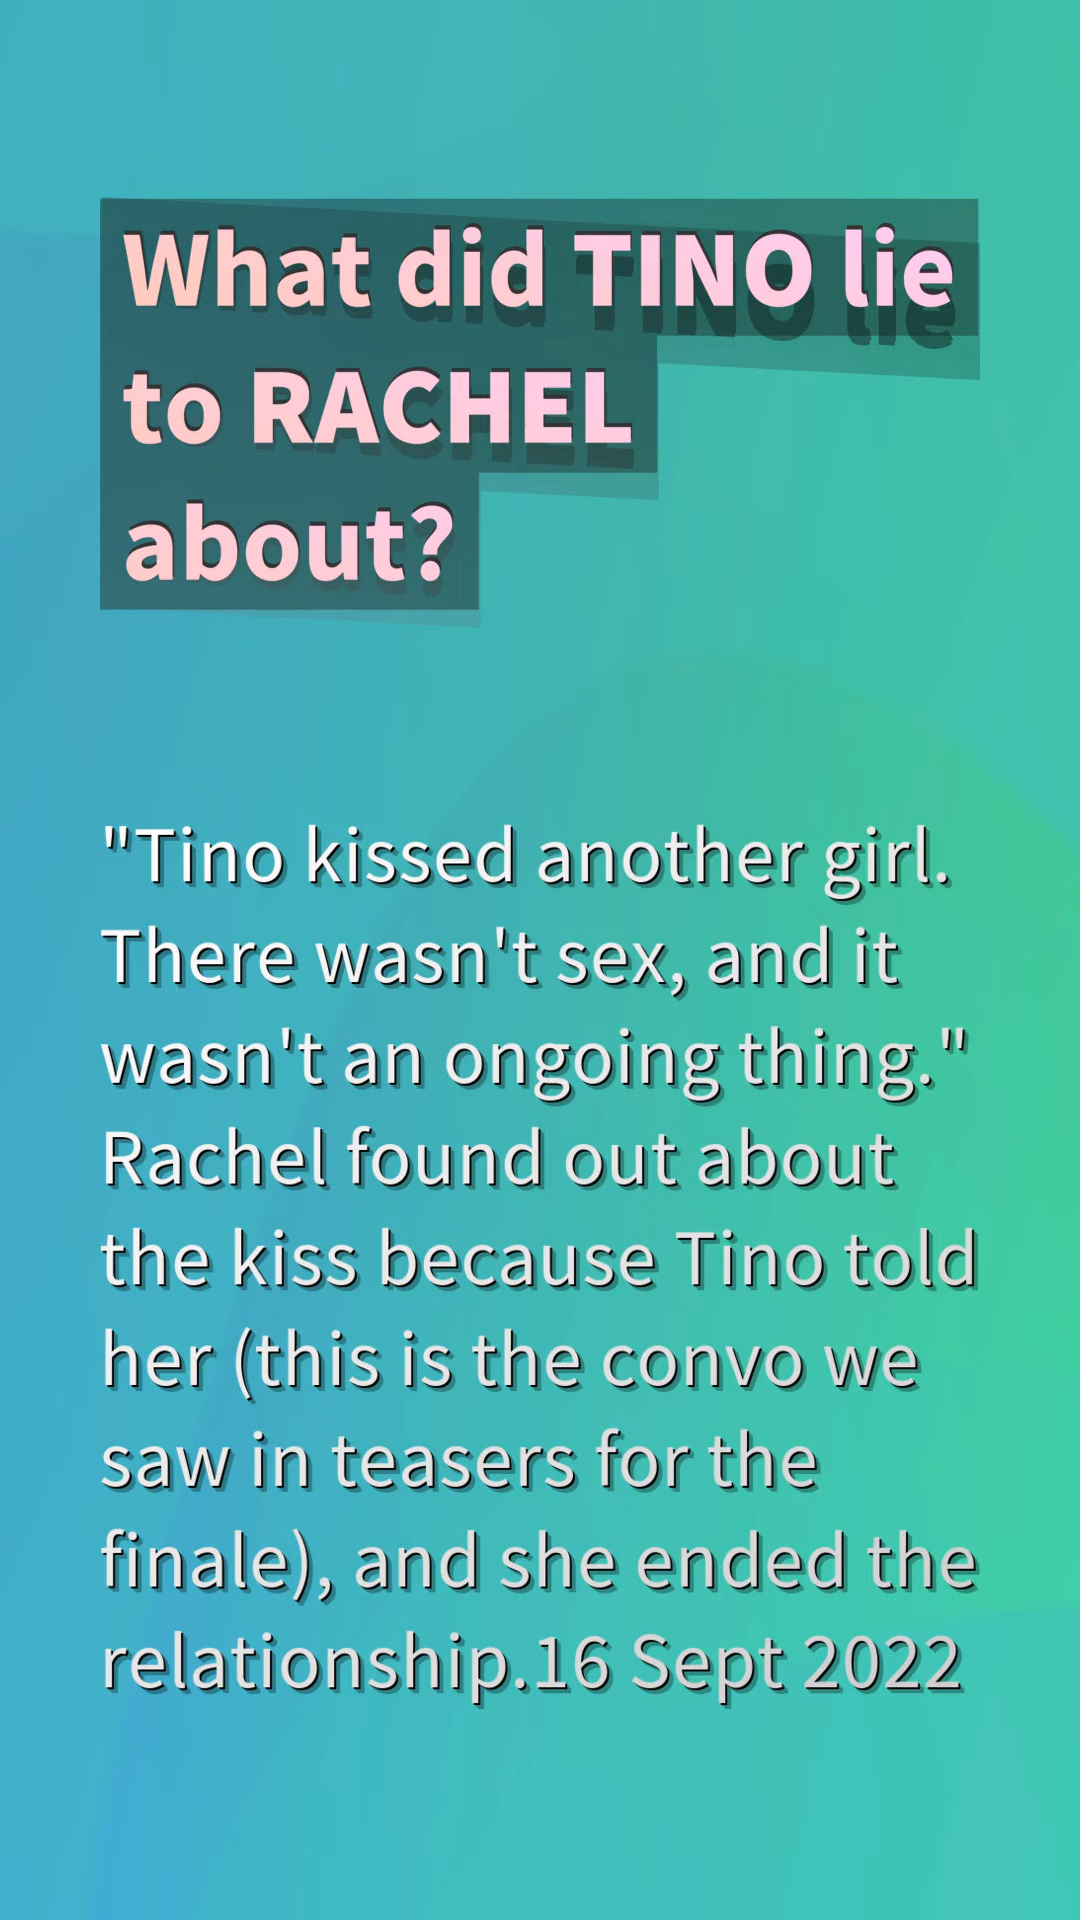 What did TINO lie
to RACHEL
about?
"Tino kissed another girl.
There wasn't sex, and it
wasn't an ongoing thing."
Rachel found out about
the kiss because Tino told
her (this is the convo we
saw in teasers for the
finale), and she ended the
relationship.16 Sept 2022